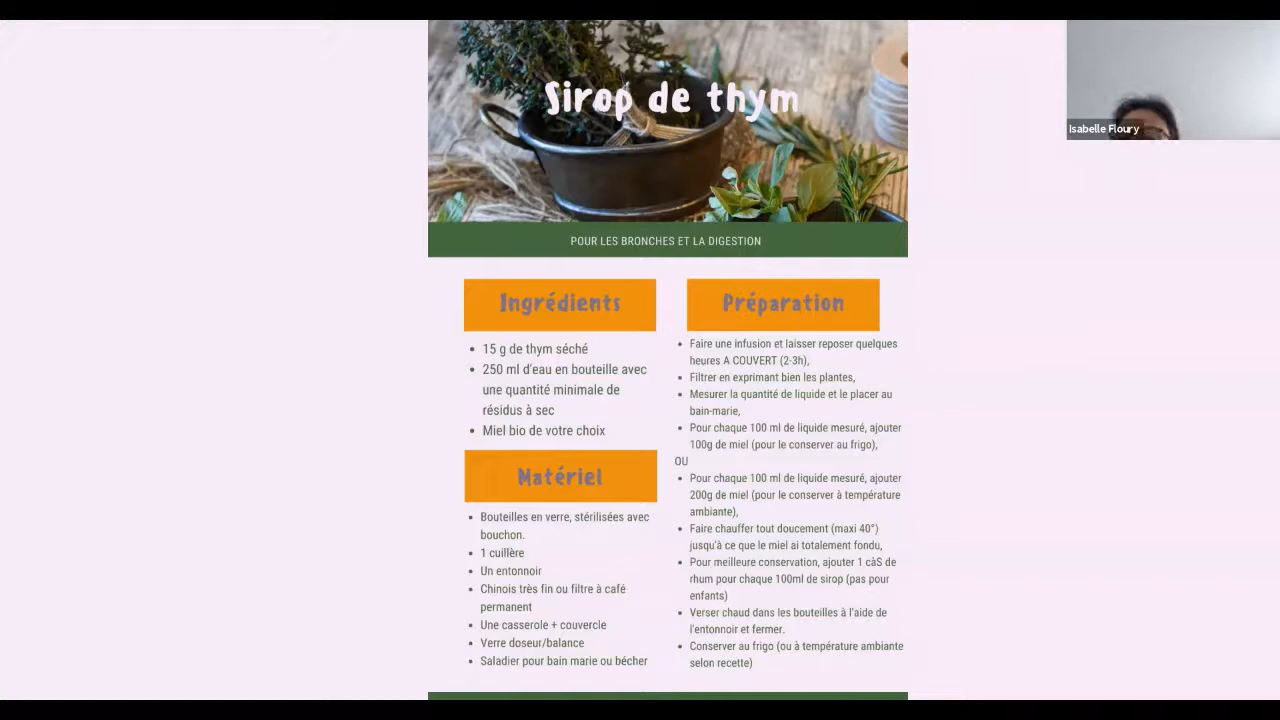 Sirop de thym
Isabelle Floury
POUR LES BRONCHES ET LA DIGESTION
Ingrédients
15 g de thym séché
250 ml d'eau en bouteille avec
une quantité minimale de
résidus à sec
Miel bio de votre choix
Matériel
Bouteilles en verre, stérilisées avec
bouchon.
1 cuillère
Un entonnoir
Chinois très fin ou filtre à café
permanent
Une casserole + couvercle
Verre doseur/balance
Saladier pour bain marie ou bécher
Préparation
Faire une infusion et laisser reposer quelques
heures A COUVERT (2-3h),
Filtrer en exprimant bien les plantes,
Mesurer la quantité de liquide et le placer au
bain-marie,
Pour chaque 100 ml de liquide mesuré, ajouter
100g de miel (pour le conserver au frigo),
OU
Pour chaque 100 ml de liquide mesuré, ajouter
200g de miel (pour le conserver à température
ambiante),
Faire chauffer tout doucement (maxi 40°)
jusqu'à ce que le miel ai totalement fondu,
Pour meilleure conservation, ajouter 1 càS de
rhum pour chaque 100ml de sirop (pas pour
enfants)
Verser chaud dans les bouteilles à l'aide de
l'entonnoir et fermer.
Conserver au frigo (ou à température ambiante
selon recette)